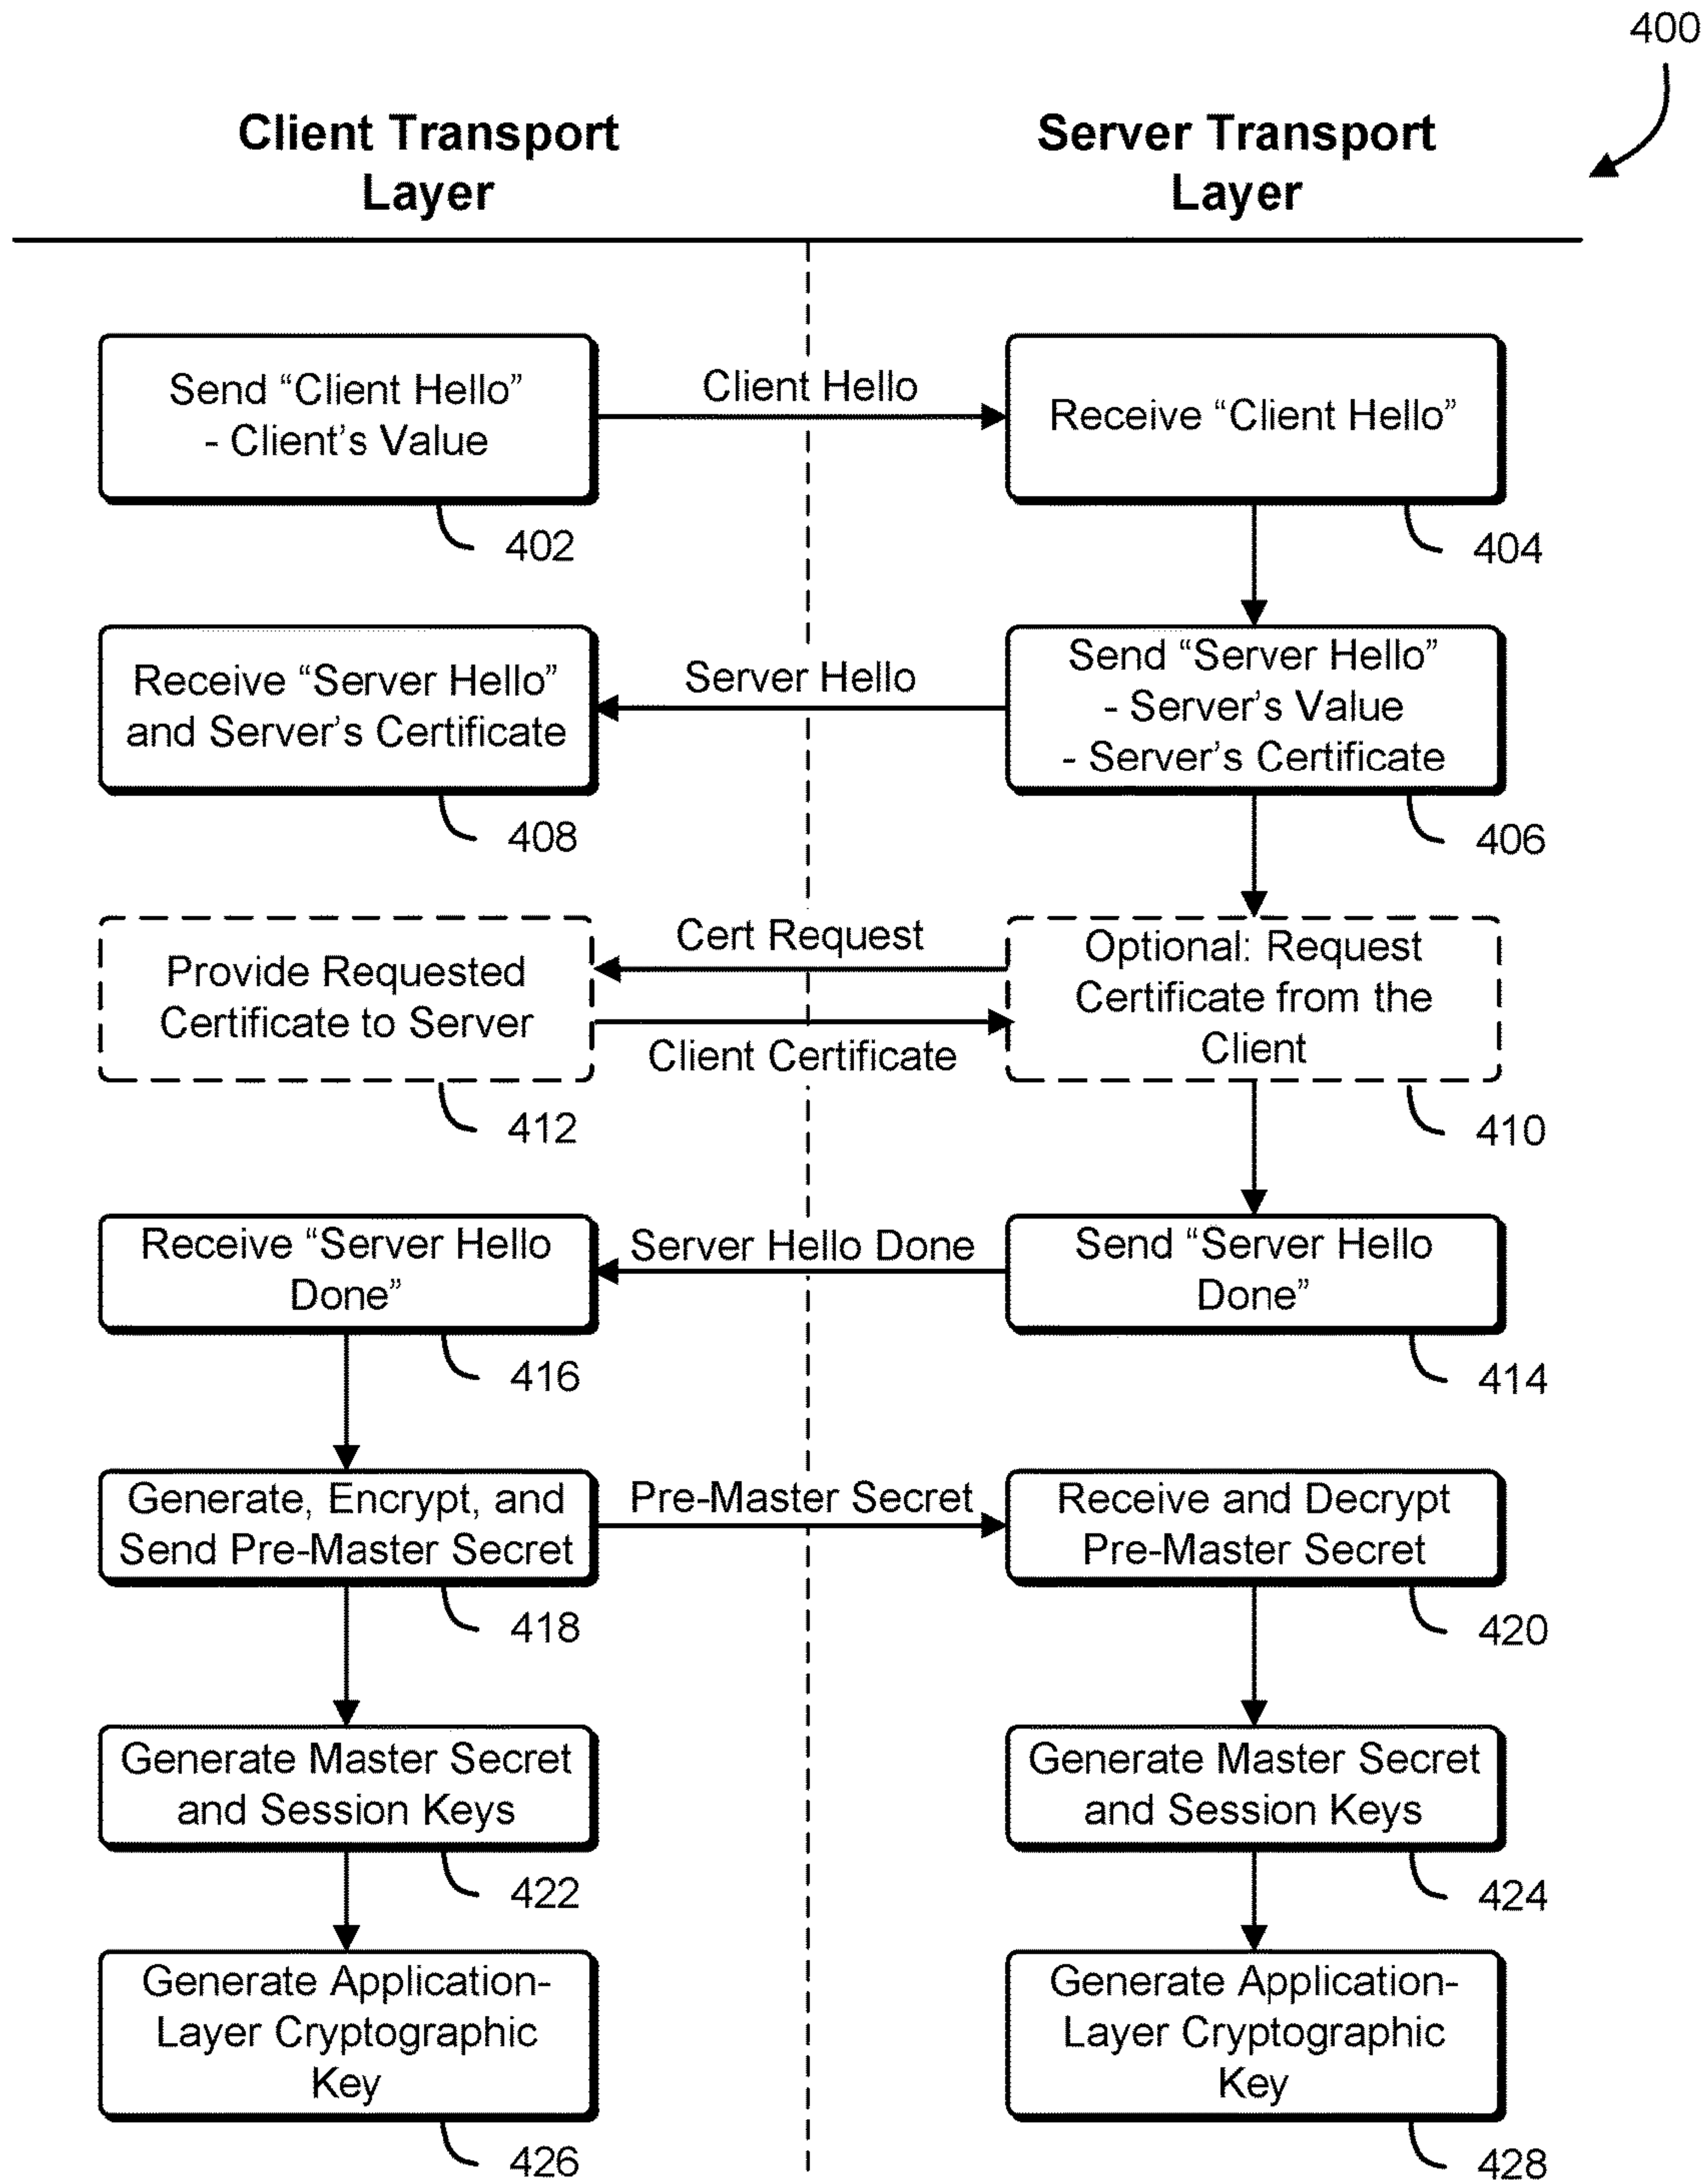 400
Client Transport
Layer
Server Transport
Layer
Send “Client Hello”
- Client’s Value
402
Client Hello
Receive “Client Hello”
404
Receive “Server Hello”
and Server’s Certificate
408
Server Hello
Send “Server Hello”
- Server’s Value
- Server’s Certificate
406
Provide Requested
Certificate to Server
412
Cert Request
Client Certificate
Optional: Request
Certificate from the
Client
410
Receive “Server Hello
Done”
416
Server Hello Done
Send “Server Hello
Done”
414
Generate, Encrypt, and
Send Pre-Master Secret
418
Pre-Master Secret
Receive and Decrypt
Pre-Master Secret
420
Generate Master Secret
and Session Keys
422
Generate Master Secret
and Session Keys
424
Generate Application-
Layer Cryptographic
Key
426
Generate Application-
Layer Cryptographic
Key
428